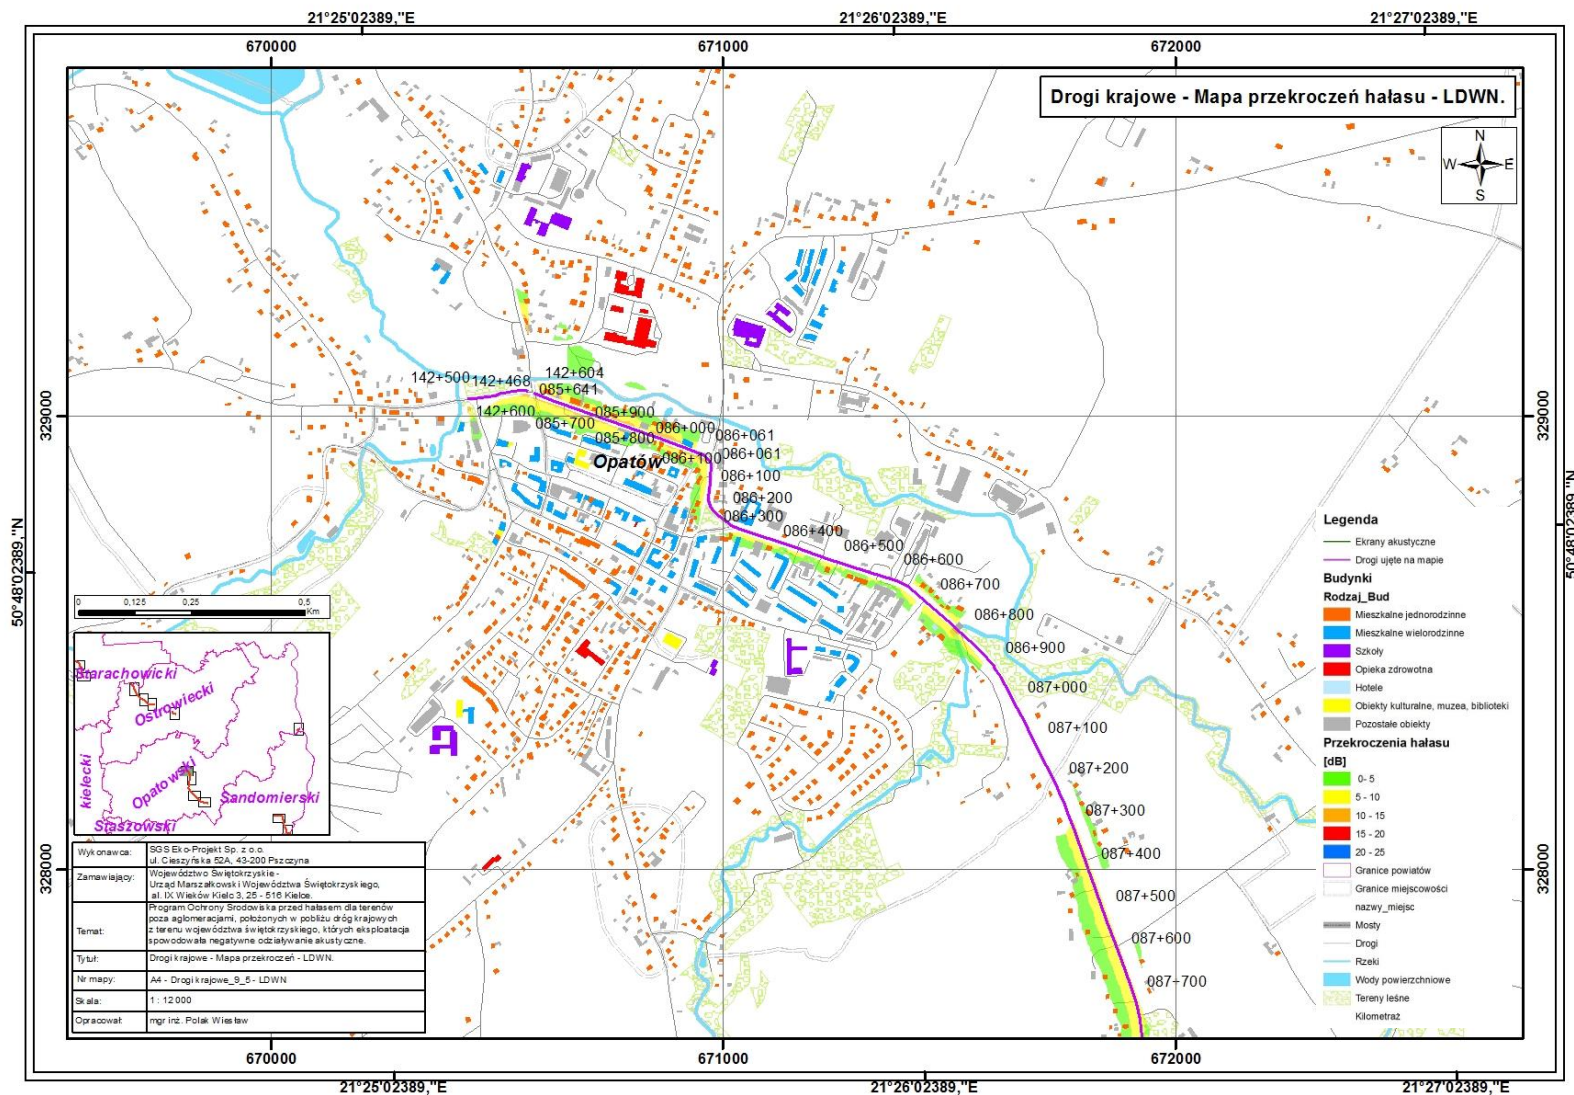 21°25'02389,"E
21°26'02389,"E
21°27'02389,"E
670000
671000
672000
Drogi krajowe - Mapa przekroczeń hałasu - LDWN.
N
W
E
S
329000
329000
142+500
142+468
142+604
085+641
142+600
085+900
085+700
086+000
085+800
086+061
Opatów
086+100
086+061
086+100
086+200
086+300
086+400
086+500
086+600
086+700
086+800
086+900
087+000
087+100
087+200
087+300
087+400
087+500
087+600
087+700
50°48'02389,"N
50°48'02389,"N
328000
328000
0
0,125
0,25
0,5
Km
Starachowicki
Ostrowiecki
Opatowski
kielecki
Sandomierski
Staszowski
Wykonawca:
SGS Eko-Projekt Sp. z o.o.
ul. Cieszyńska 52A, 43-200 Pszczyna
Zamawiający:
Województwo Świętokrzyskie -
Urząd Marszałkowski Województwa Świętokrzyskiego,
al. IX Wieków Kielc 3, 25 - 516 Kielce.
Temat:
Program Ochrony Środowiska przed hałasem dla terenów
poza aglomeracjami, położonych w pobliżu dróg krajowych
z terenu województwa świętokrzyskiego, których eksploatacja
spowodowała negatywne odziaływanie akustyczne.
Tytuł:
Drogi krajowe - Mapa przekroczeń - LDWN.
Nr mapy:
A4 - Drogi krajowe_9_5 - LDWN
Skala:
1 : 12 000
Opracował:
mgr inż. Polak Wiesław
Legenda
Ekrany akustyczne
Drogi ujęte na mapie
Budynki
Rodzaj_Bud
Mieszkalne jednorodzinne
Mieszkalne wielorodzinne
Szkoły
Opieka zdrowotna
Hotele
Obiekty kulturalne, muzea, biblioteki
Pozostałe obiekty
Przekroczenia hałasu
[dB]
0- 5
5 - 10
10 - 15
15 - 20
20 - 25
Granice powiatów
Granice miejscowości
nazwy_miejsc
Mosty
Drogi
Rzeki
Wody powierzchniowe
Tereny leśne
Kilometraż
670000
671000
672000
21°25'02389,"E
21°26'02389,"E
21°27'02389,"E